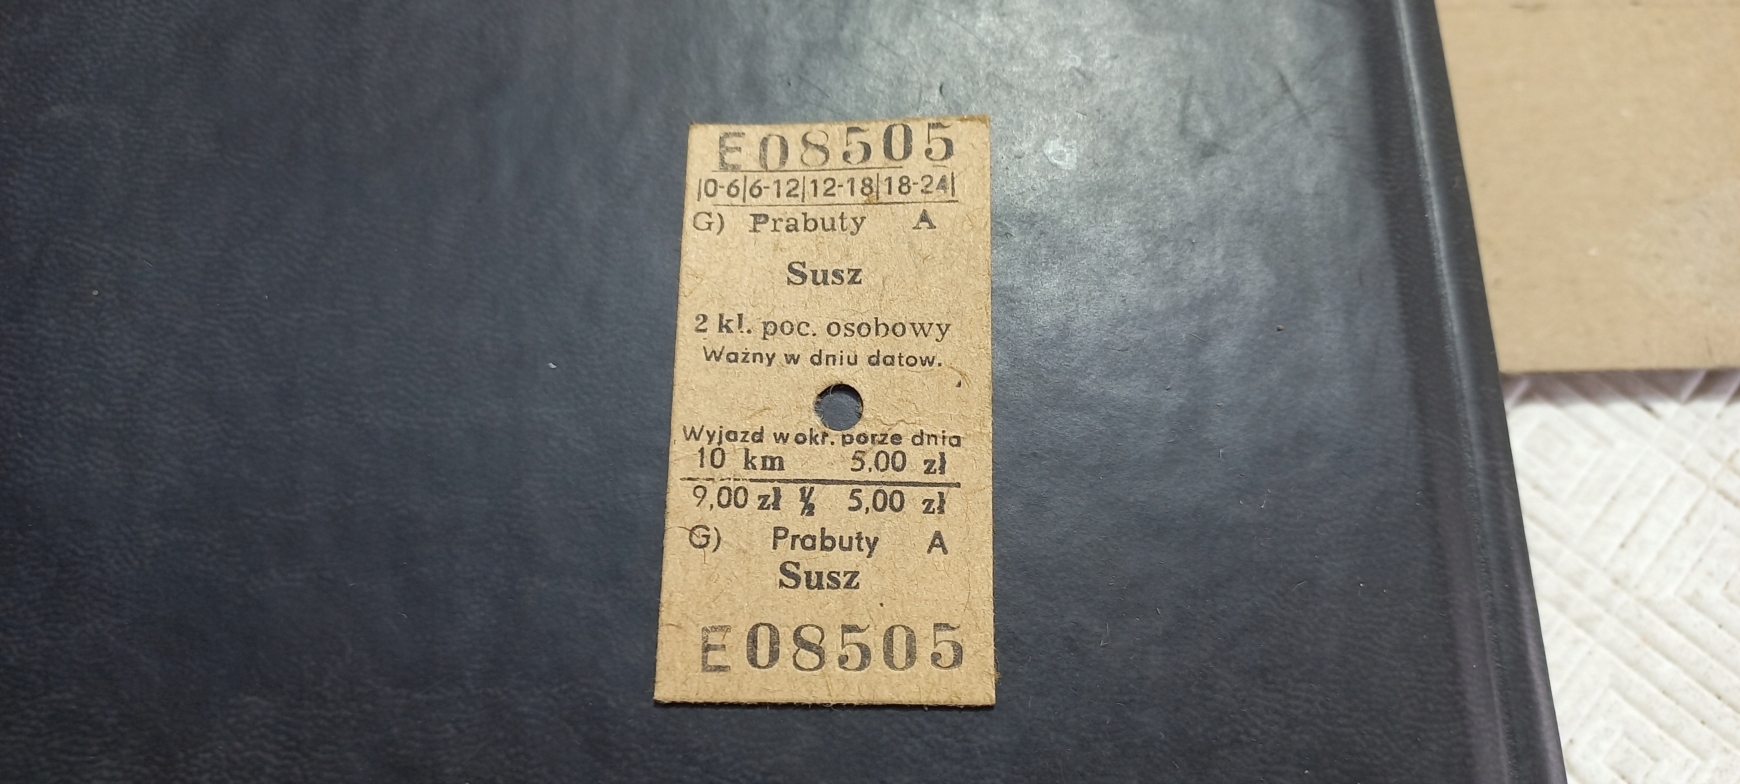 E08505
|0-6|6-12|12-18|18-24|
G) Prabuty A
Susz
2 kl. poc. osobowy
Ważny w dniu datow.
Wyjazd w okr. porze dnia
10 km 5,00 zł
9,00 zł ½ 5,00 zł
G) Prabuty A
Susz
E08505